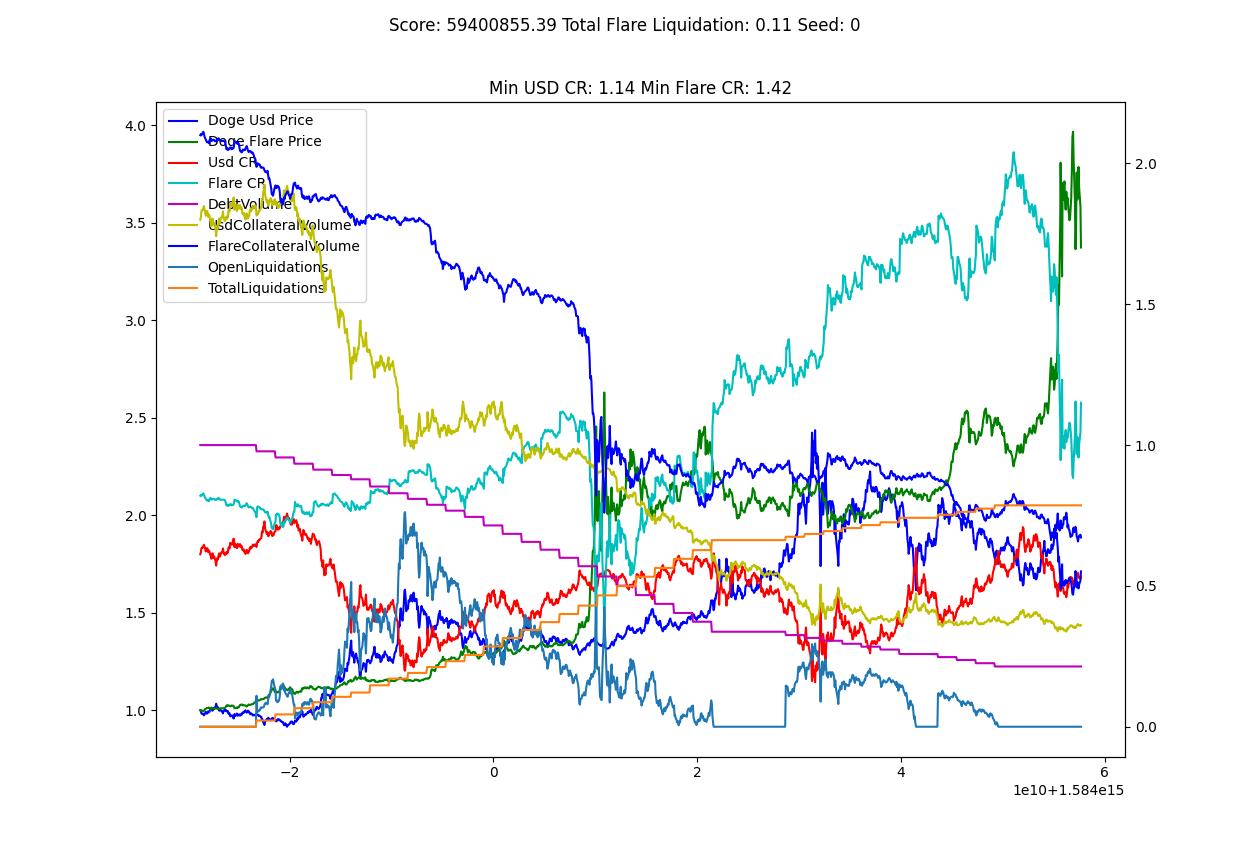 Score: 59400855.39 Total Flare Liquidation: 0.11 Seed: 0
Min USD CR: 1.14 Min Flare CR: 1.42
Doge Usd Price
Doge Flare Price
Usd CR
Flare CR
DebtVolume
UsdCollateralVolume
FlareCollateralVolume
OpenLiquidations
TotalLiquidations
4.0
3.5
3.0
2.5
2.0
1.5
1.0
2.0
1.5
1.0
0.5
0.0
−2
0
2
4
6
1e10+1.584e15